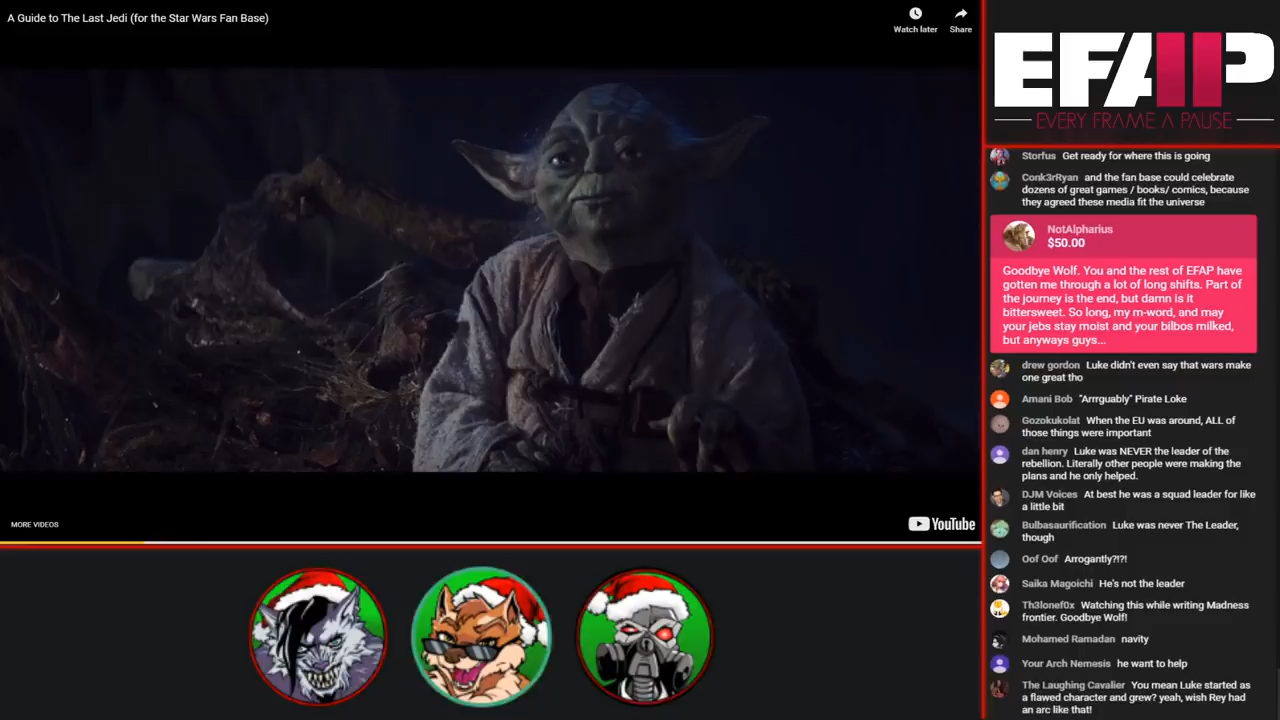 A Guide to The Last Jedi (for the Star Wars Fan Base)
Watch later
Share
MORE VIDEOS
YouTube
EFAP
EVERY FRAME A PAUSE
Storfus Get ready for where this is going
Conk3rRyan and the fan base could celebrate
dozens of great games / books/ comics, because
they agreed these media fit the universe
NotAlpharius
$50.00
Goodbye Wolf. You and the rest of EFAP have
gotten me through a lot of long shifts. Part of
the journey is the end, but damn is it
bittersweet. So long, my m-word, and may
your jebs stay moist and your bilbos milked,
but anyways guys...
drew gordon Luke didn't even say that wars make
one great tho
Amani Bob "Arrrguably" Pirate Loke
Gozokukolat When the EU was around, ALL of
those things were important
dan henry Luke was NEVER the leader of the
rebellion. Literally other people were making the
plans and he only helped.
DJM Voices At best he was a squad leader for like
a little bit
Bulbasaurification Luke was never The Leader,
though
Oof Oof Arrogantly?!?!
Saika Magoichi He's not the leader
Th3lonef0x Watching this while writing Madness
frontier. Goodbye Wolf!
Mohamed Ramadan navity
Your Arch Nemesis he want to help
The Laughing Cavalier You mean Luke started as
a flawed character and grew? yeah, wish Rey had
an arc like that!